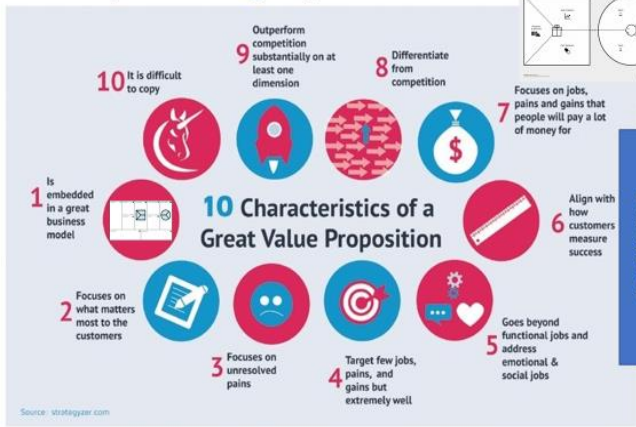 10 Characteristics of a
Great Value Proposition
1 Is
embedded
in a great
business
model
2 Focuses on
what matters
most to the
customers
3 Focuses on
unresolved
pains
4 Target few jobs,
pains, and
gains but
extremely well
5 Goes beyond
functional jobs and
address
emotional &
social jobs
6 Align with
how
customers
measure
success
7 Focuses on jobs,
pains and gains that
people will pay a lot
of money for
$
8 Differentiate
from
competition
9 Outperform
competition
substantially on at
least one
dimension
10 It is difficult
to copy
Source: strategyzer.com